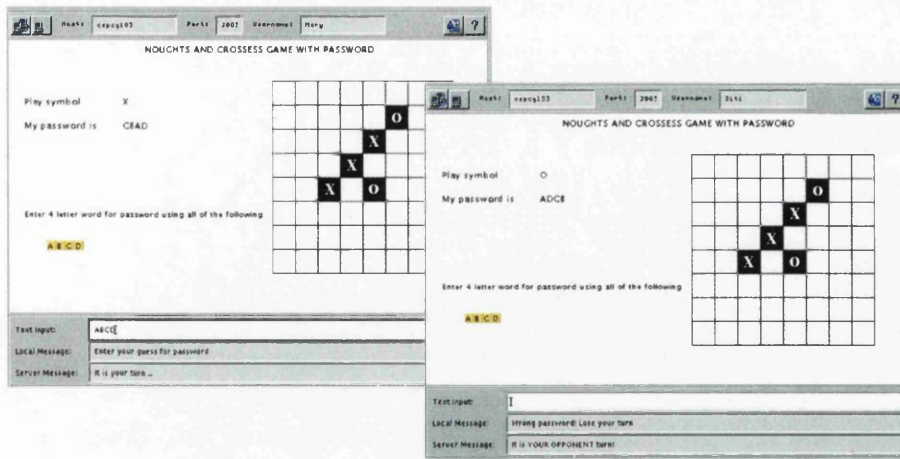 Host: cspcg103 Port: 2003 Username: Mary ?
NOUGHTS AND CROSSESS GAME WITH PASSWORD
Play symbol X
My password is CBAD
O
X
X
X O
Enter 4 letter word for password using all of the following
A B C D
Text Input: ABCD
Local Message: Enter your guess for password
Server Message: It is your turn ..
Host: cspcg103 Port: 2003 Username: Siti ?
NOUGHTS AND CROSSESS GAME WITH PASSWORD
Play symbol O
My password is ADCB
O
X
X
X O
Enter 4 letter word for password using all of the following
A B C D
Text Input:
Local Message: Wrong password! Lose your turn
Server Message: It is YOUR OPPONENT turn!